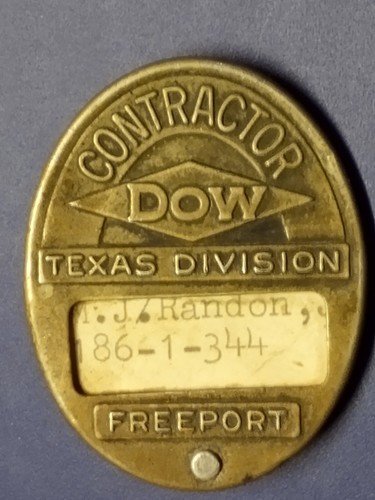 CONTRACTOR
DOW
TEXAS DIVISION
M.J. Randon,
186-1-344
FREEPORT